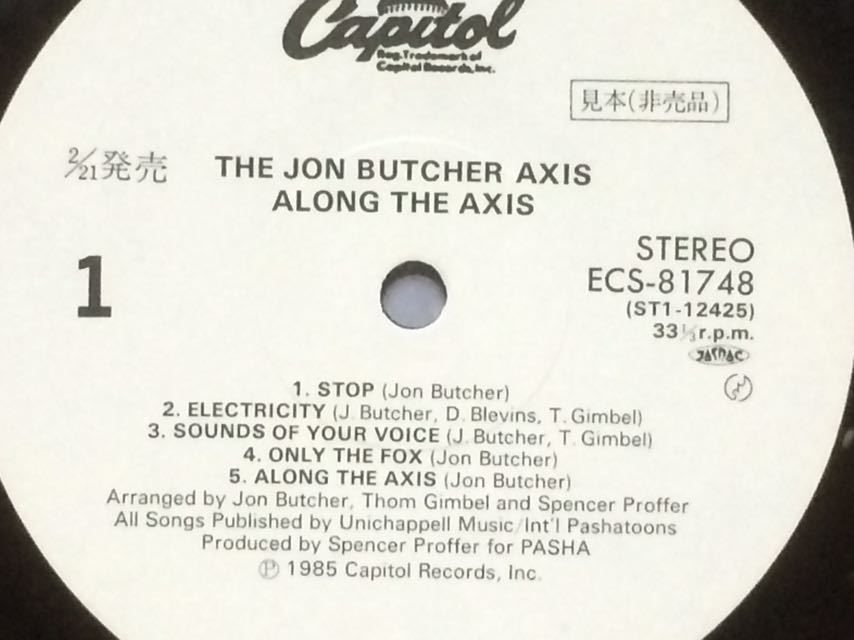 Capitol
Reg. Trademark of
Capitol Records, Inc.
見本(非売品)
2/21発売
THE JON BUTCHER AXIS
ALONG THE AXIS
1
STEREO
ECS-81748
(ST1-12425)
33⅓r.p.m.
JASRAC
1. STOP (Jon Butcher)
2. ELECTRICITY (J. Butcher, D. Blevins, T. Gimbel)
3. SOUNDS OF YOUR VOICE (J. Butcher, T. Gimbel)
4. ONLY THE FOX (Jon Butcher)
5. ALONG THE AXIS (Jon Butcher)
Arranged by Jon Butcher, Thom Gimbel and Spencer Proffer
All Songs Published by Unichappell Music/Int'l Pashatoons
Produced by Spencer Proffer for PASHA
Ⓟ 1985 Capitol Records, Inc.